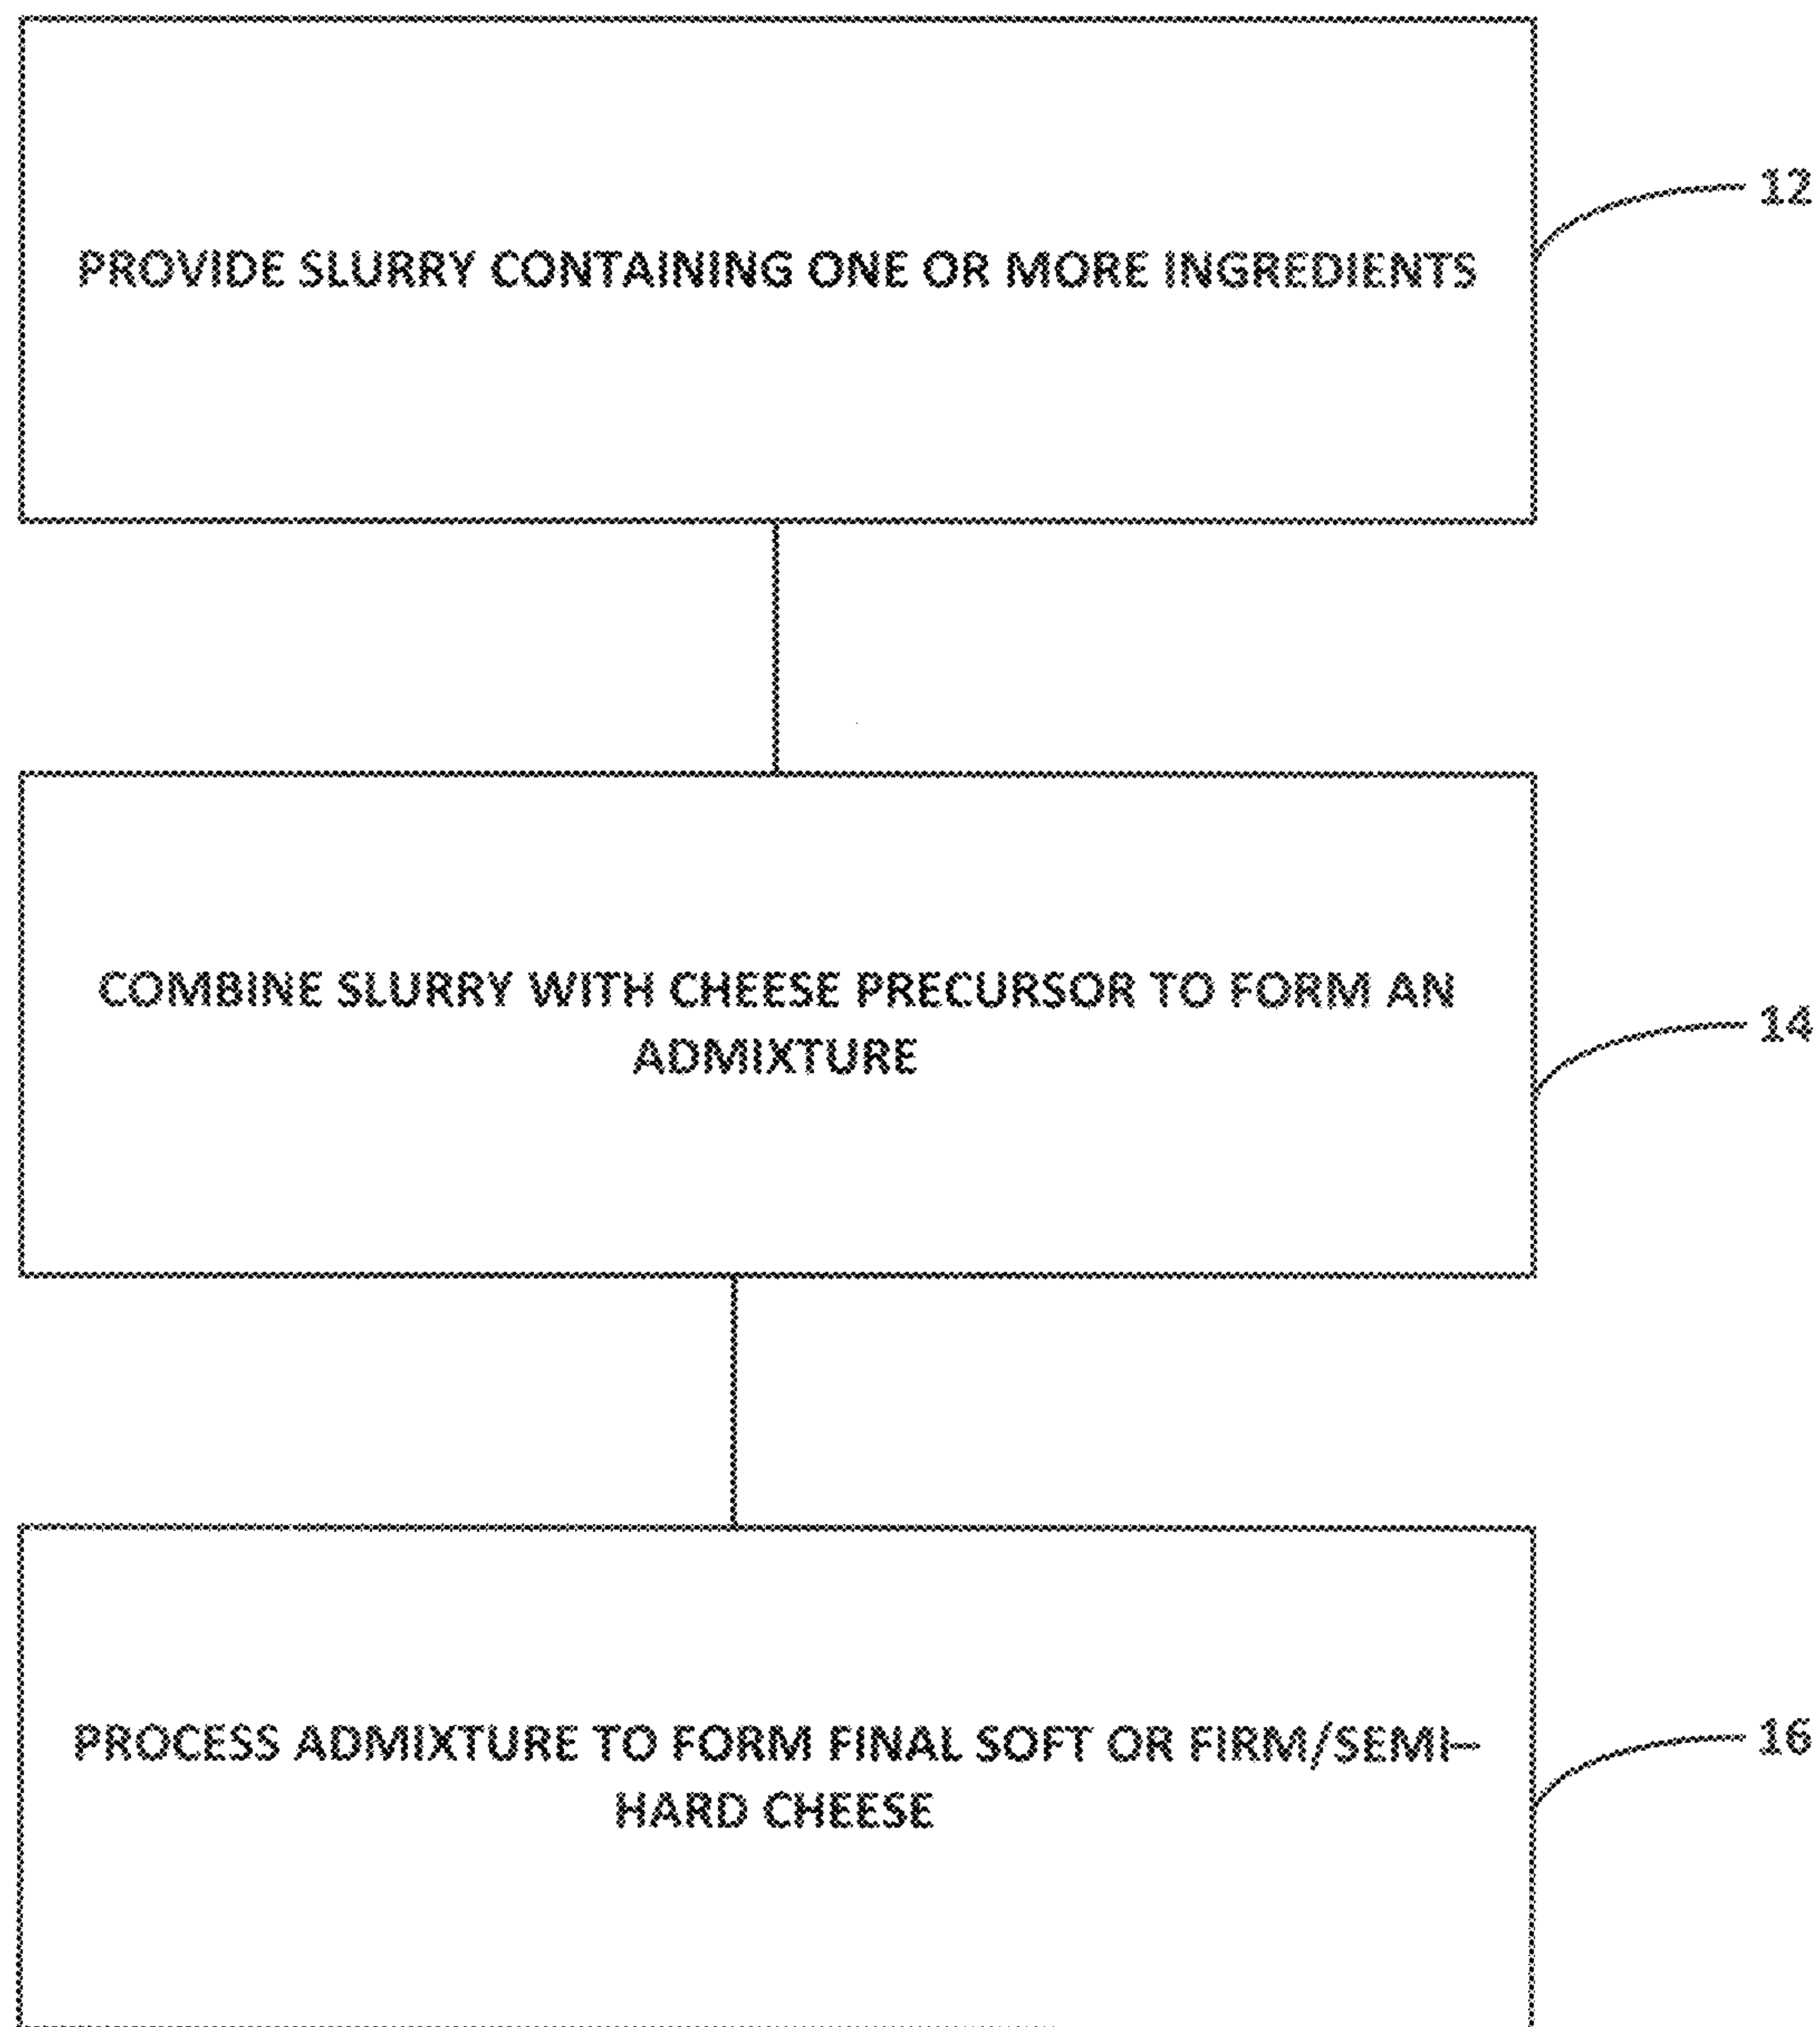 12
PROVIDE SLURRY CONTAINING ONE OR MORE INGREDIENTS
COMBINE SLURRY WITH CHEESE PRECURSOR TO FORM AN
14
ADMIXTURE
PROCESS ADMIXTURE TO FORM FINAL SOFT OR FIRM/SEMI–
16
HARD CHEESE